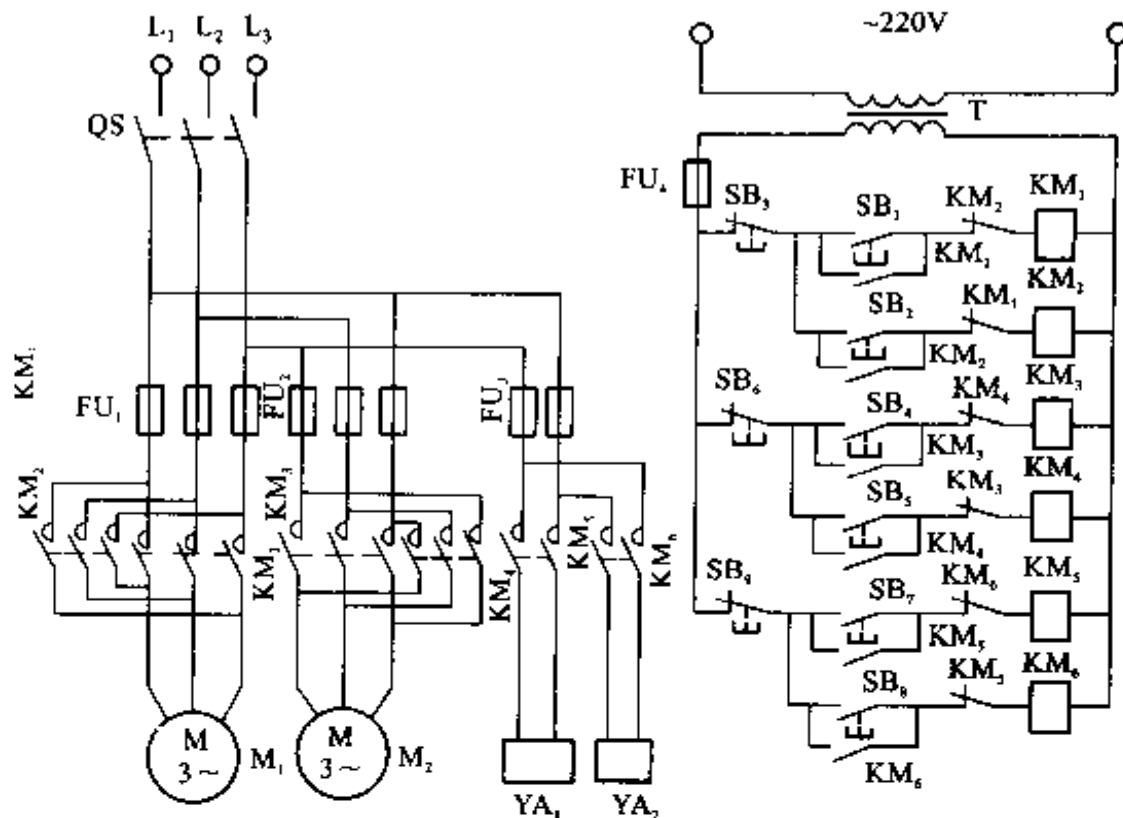 L₁ L₂ L₃
QS
KM₁
FU₁
FU₂
FU₃
KM₂
KM₃
KM₃
KM₄
KM₅
KM₆
M
3~
M₁
M
3~
M₂
YA₁
YA₂
~220V
T
FU₄
SB₃
SB₁
KM₂
KM₁
KM₁
SB₂
KM₁
KM₂
KM₂
SB₆
SB₄
KM₄
KM₃
KM₃
SB₅
KM₃
KM₄
KM₄
SB₉
SB₇
KM₆
KM₅
KM₅
SB₈
KM₅
KM₆
KM₆